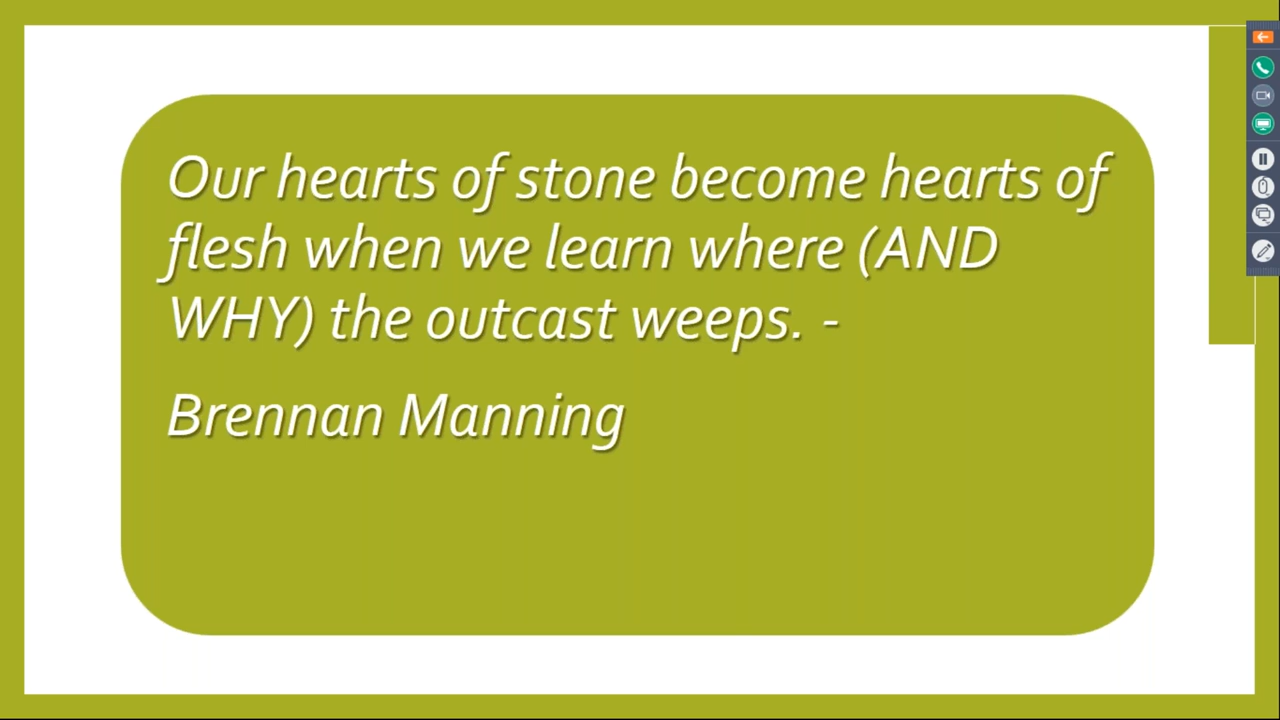 Our hearts of stone become hearts of
flesh when we learn where (AND
WHY) the outcast weeps. -
Brennan Manning